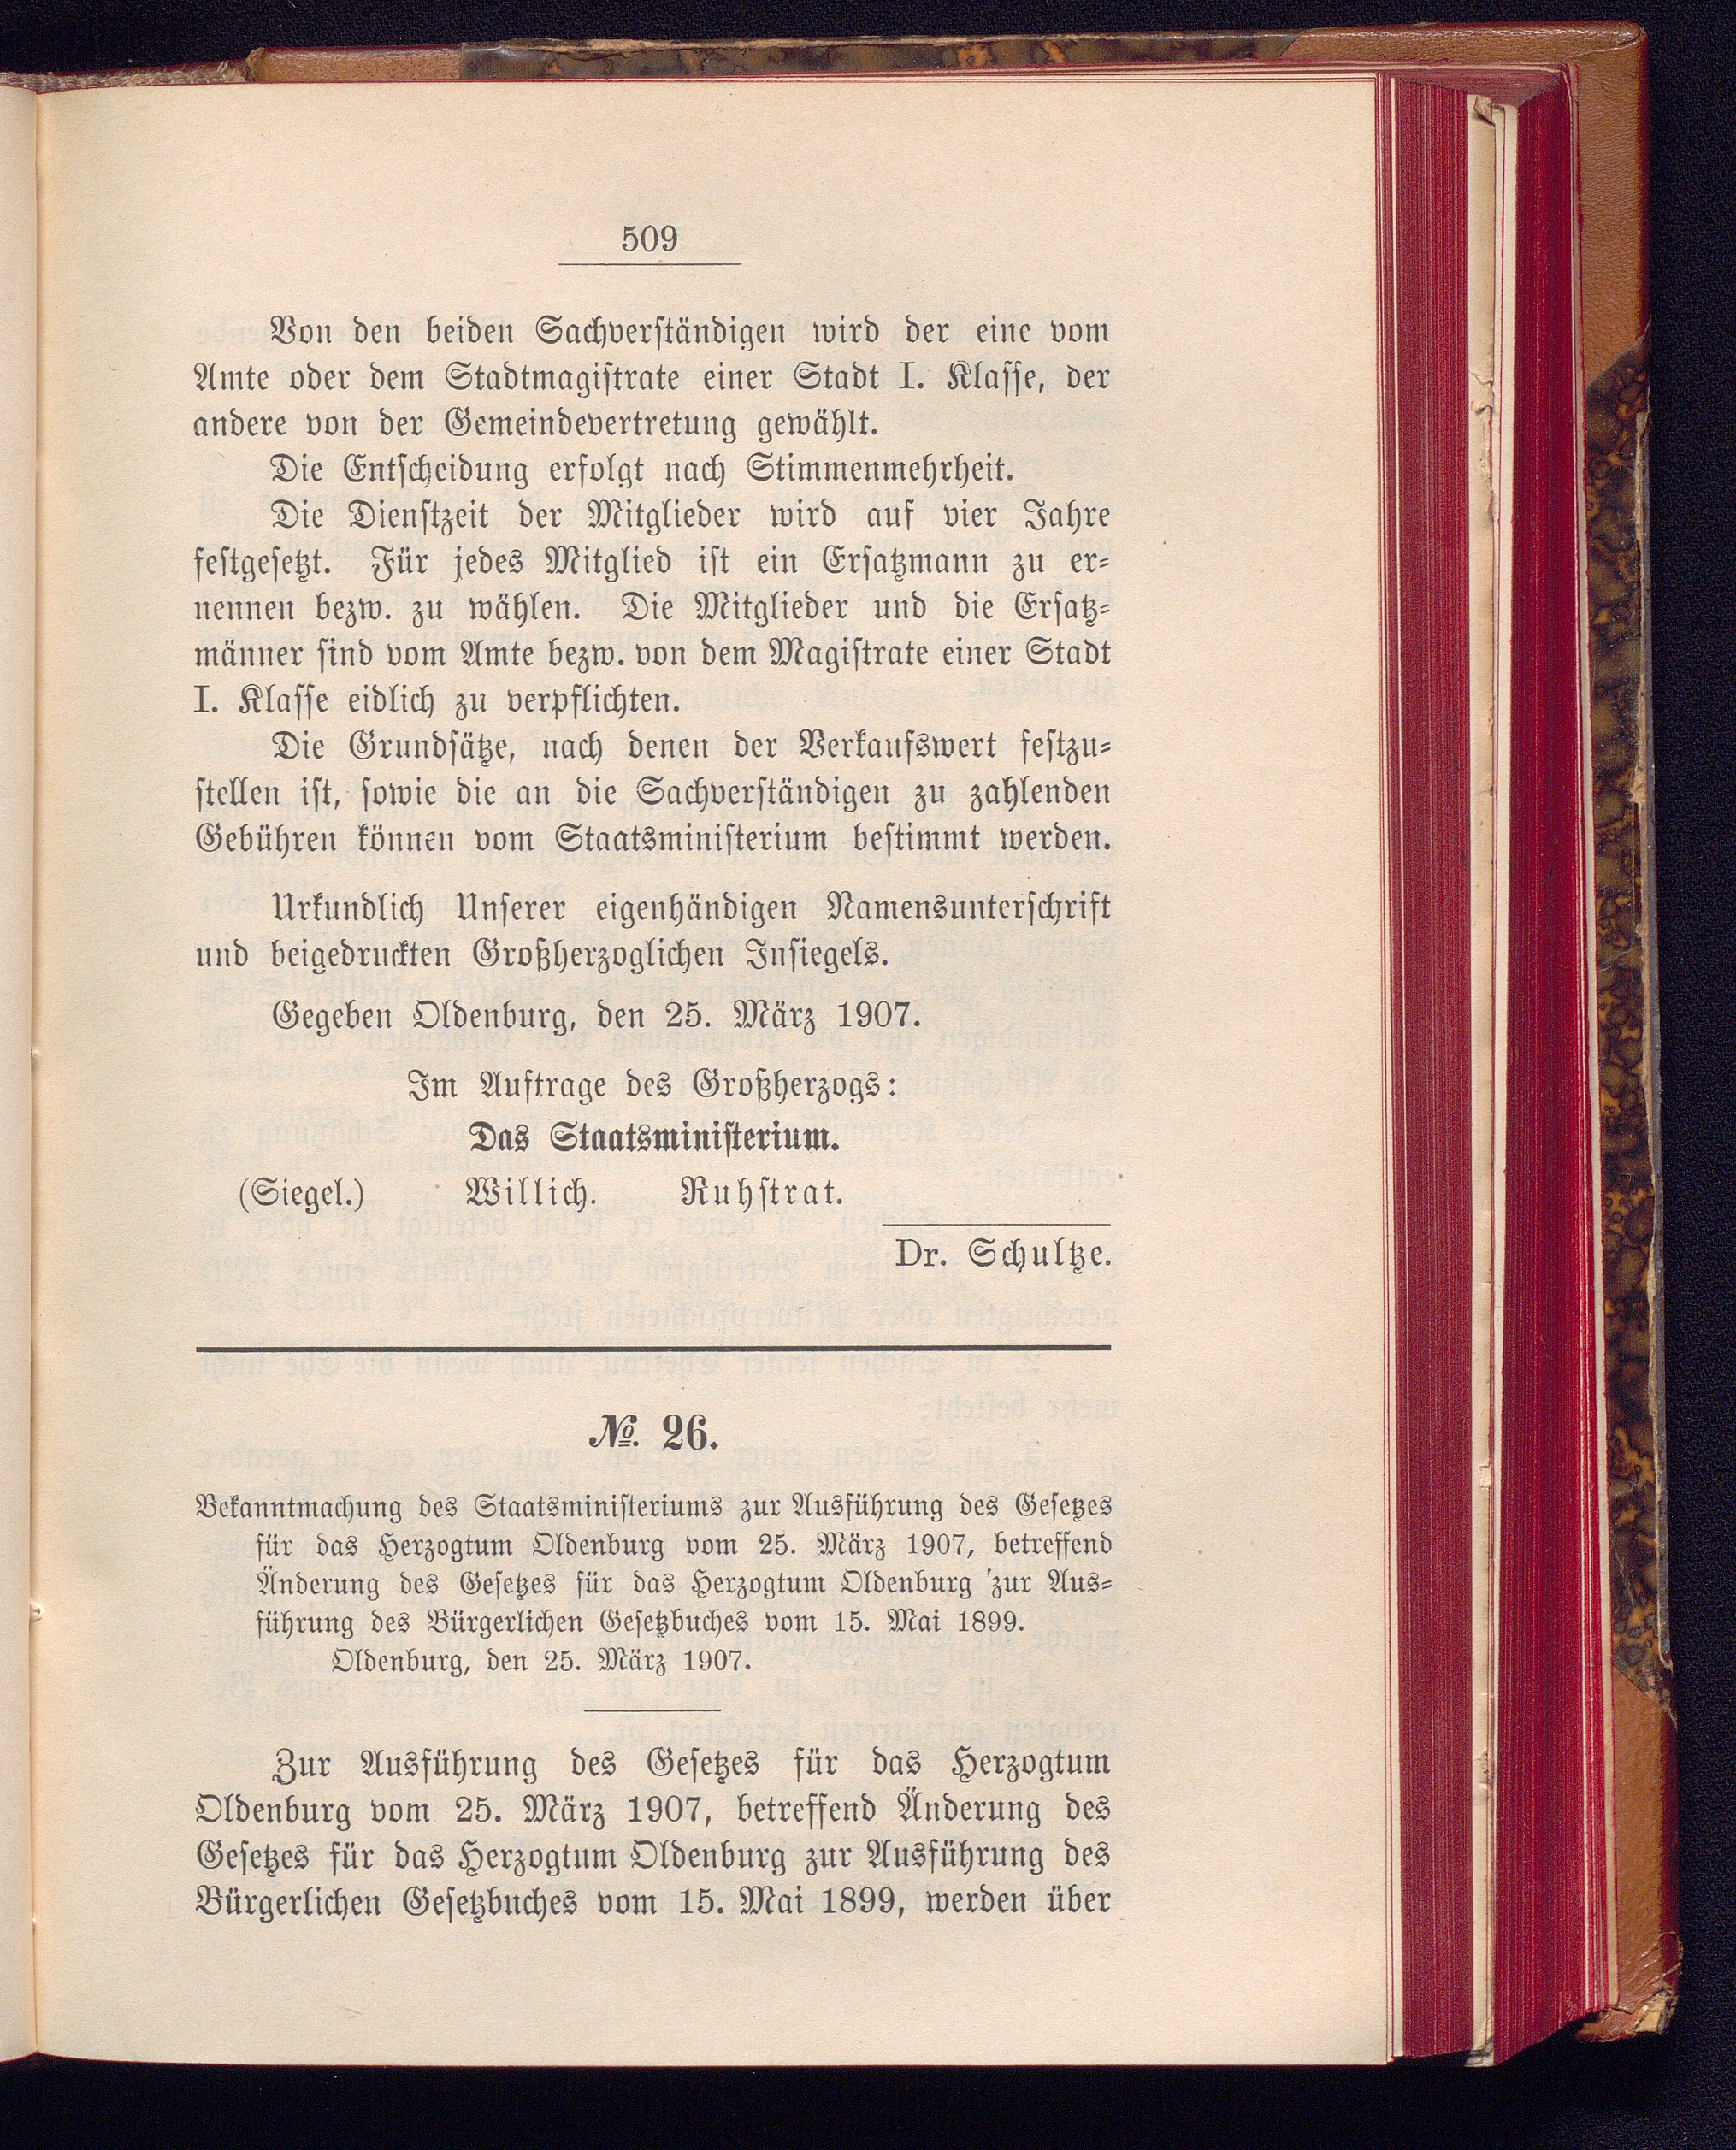 509
Von den beiden Sachverständigen wird der eine vom
Amte oder dem Stadtmagistrate einer Stadt I. Klasse, der
andere von der Gemeindevertretung gewählt.
Die Entscheidung erfolgt nach Stimmenmehrheit.
Die Dienstzeit der Mitglieder wird auf vier Jahre
festgesetzt. Für jedes Mitglied ist ein Ersatzmann zu er-
nennen bezw. zu wählen. Die Mitglieder und die Ersatz-
männer sind vom Amte bezw. von dem Magistrate einer Stadt
I. Klasse eidlich zu verpflichten.
Die Grundsätze, nach denen der Verkaufswert festzu-
stellen ist, sowie die an die Sachverständigen zu zahlenden
Gebühren können vom Staatsministerium bestimmt werden.
Urkundlich Unserer eigenhändigen Namensunterschrift
und beigedruckten Großherzoglichen Insiegels.
Gegeben Oldenburg, den 25. März 1907.
Im Auftrage des Großherzogs:
Das Staatsministerium.
(Siegel.) Willich. Ruhstrat.
Dr. Schultze.
№. 26.
Bekanntmachung des Staatsministeriums zur Ausführung des Gesetzes
für das Herzogtum Oldenburg vom 25. März 1907, betreffend
Änderung des Gesetzes für das Herzogtum Oldenburg zur Aus-
führung des Bürgerlichen Gesetzbuches vom 15. Mai 1899.
Oldenburg, den 25. März 1907.
Zur Ausführung des Gesetzes für das Herzogtum
Oldenburg vom 25. März 1907, betreffend Änderung des
Gesetzes für das Herzogtum Oldenburg zur Ausführung des
Bürgerlichen Gesetzbuches vom 15. Mai 1899, werden über